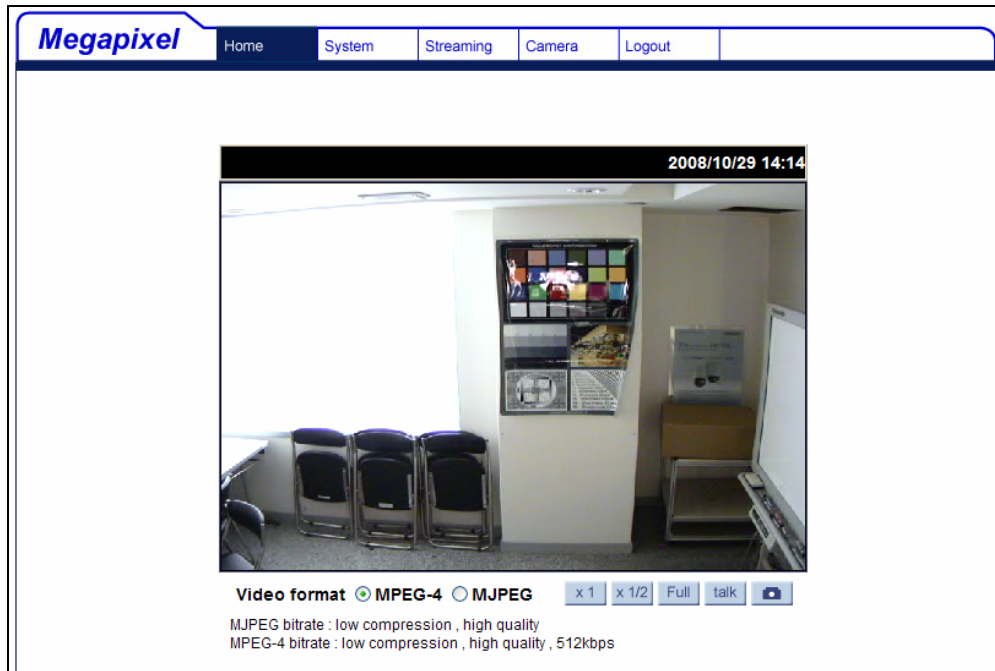 Megapixel
Home System Streaming Camera Logout
2008/10/29 14:14
Video format MPEG-4 MJPEG x 1 x 1/2 Full talk
MJPEG bitrate : low compression , high quality
MPEG-4 bitrate : low compression , high quality , 512kbps